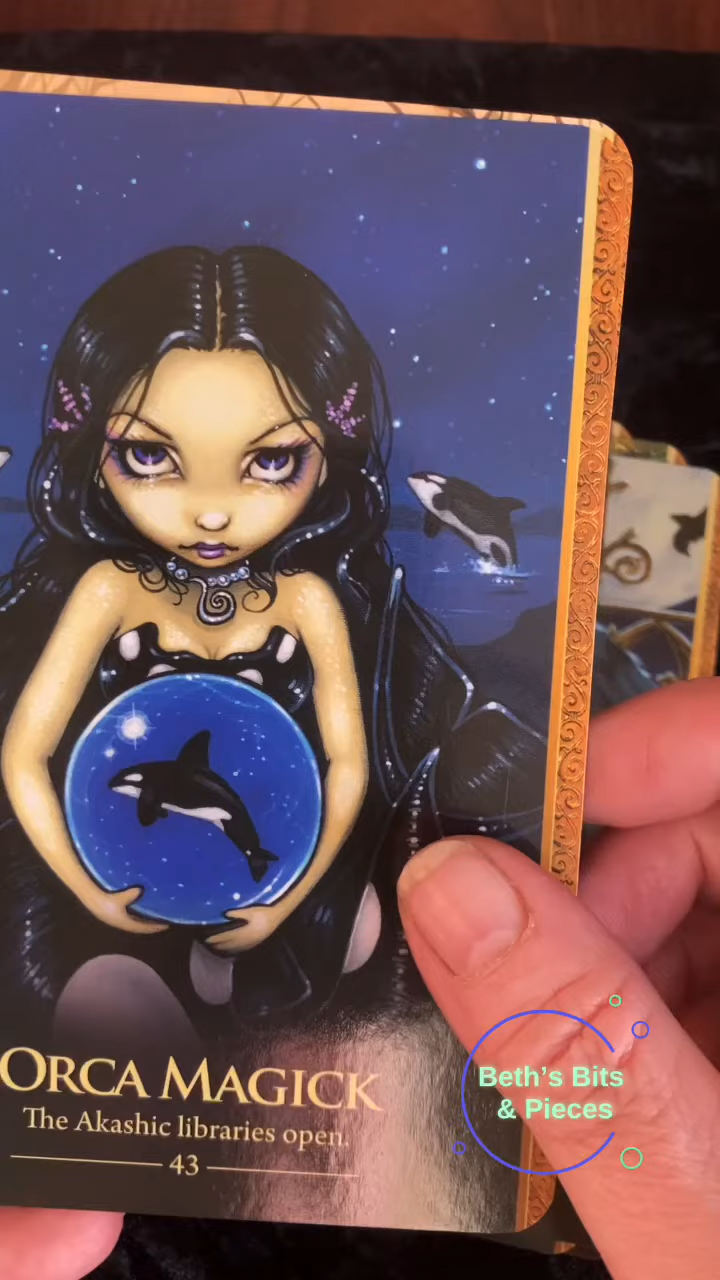 ORCA MAGICK
The Akashic libraries open.
43
Beth's Bits
& Pieces